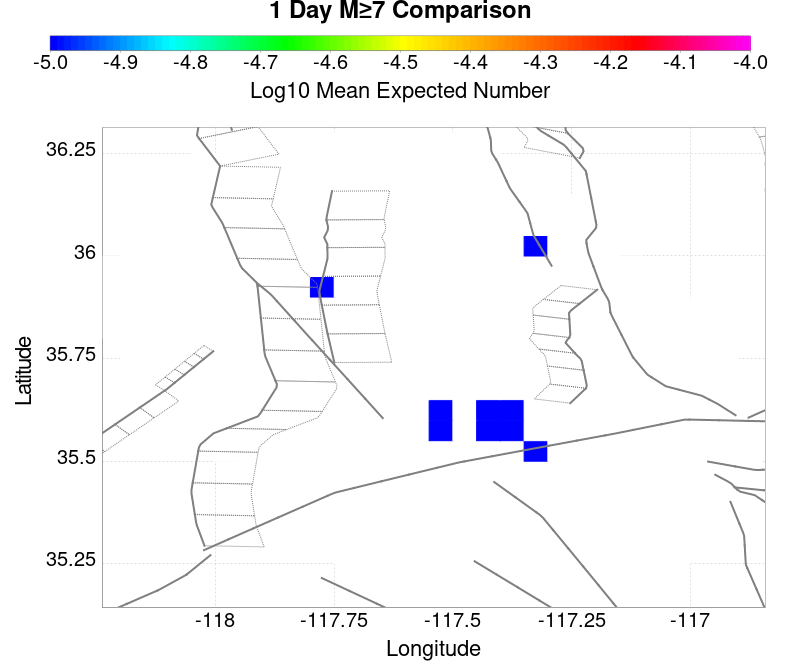 1 Day M≥7 Comparison
-5.0 -4.9 -4.8 -4.7 -4.6 -4.5 -4.4 -4.3 -4.2 -4.1 -4.0
Log10 Mean Expected Number
36.25
36
35.75
35.5
35.25
Latitude
-118 -117.75 -117.5 -117.25 -117
Longitude